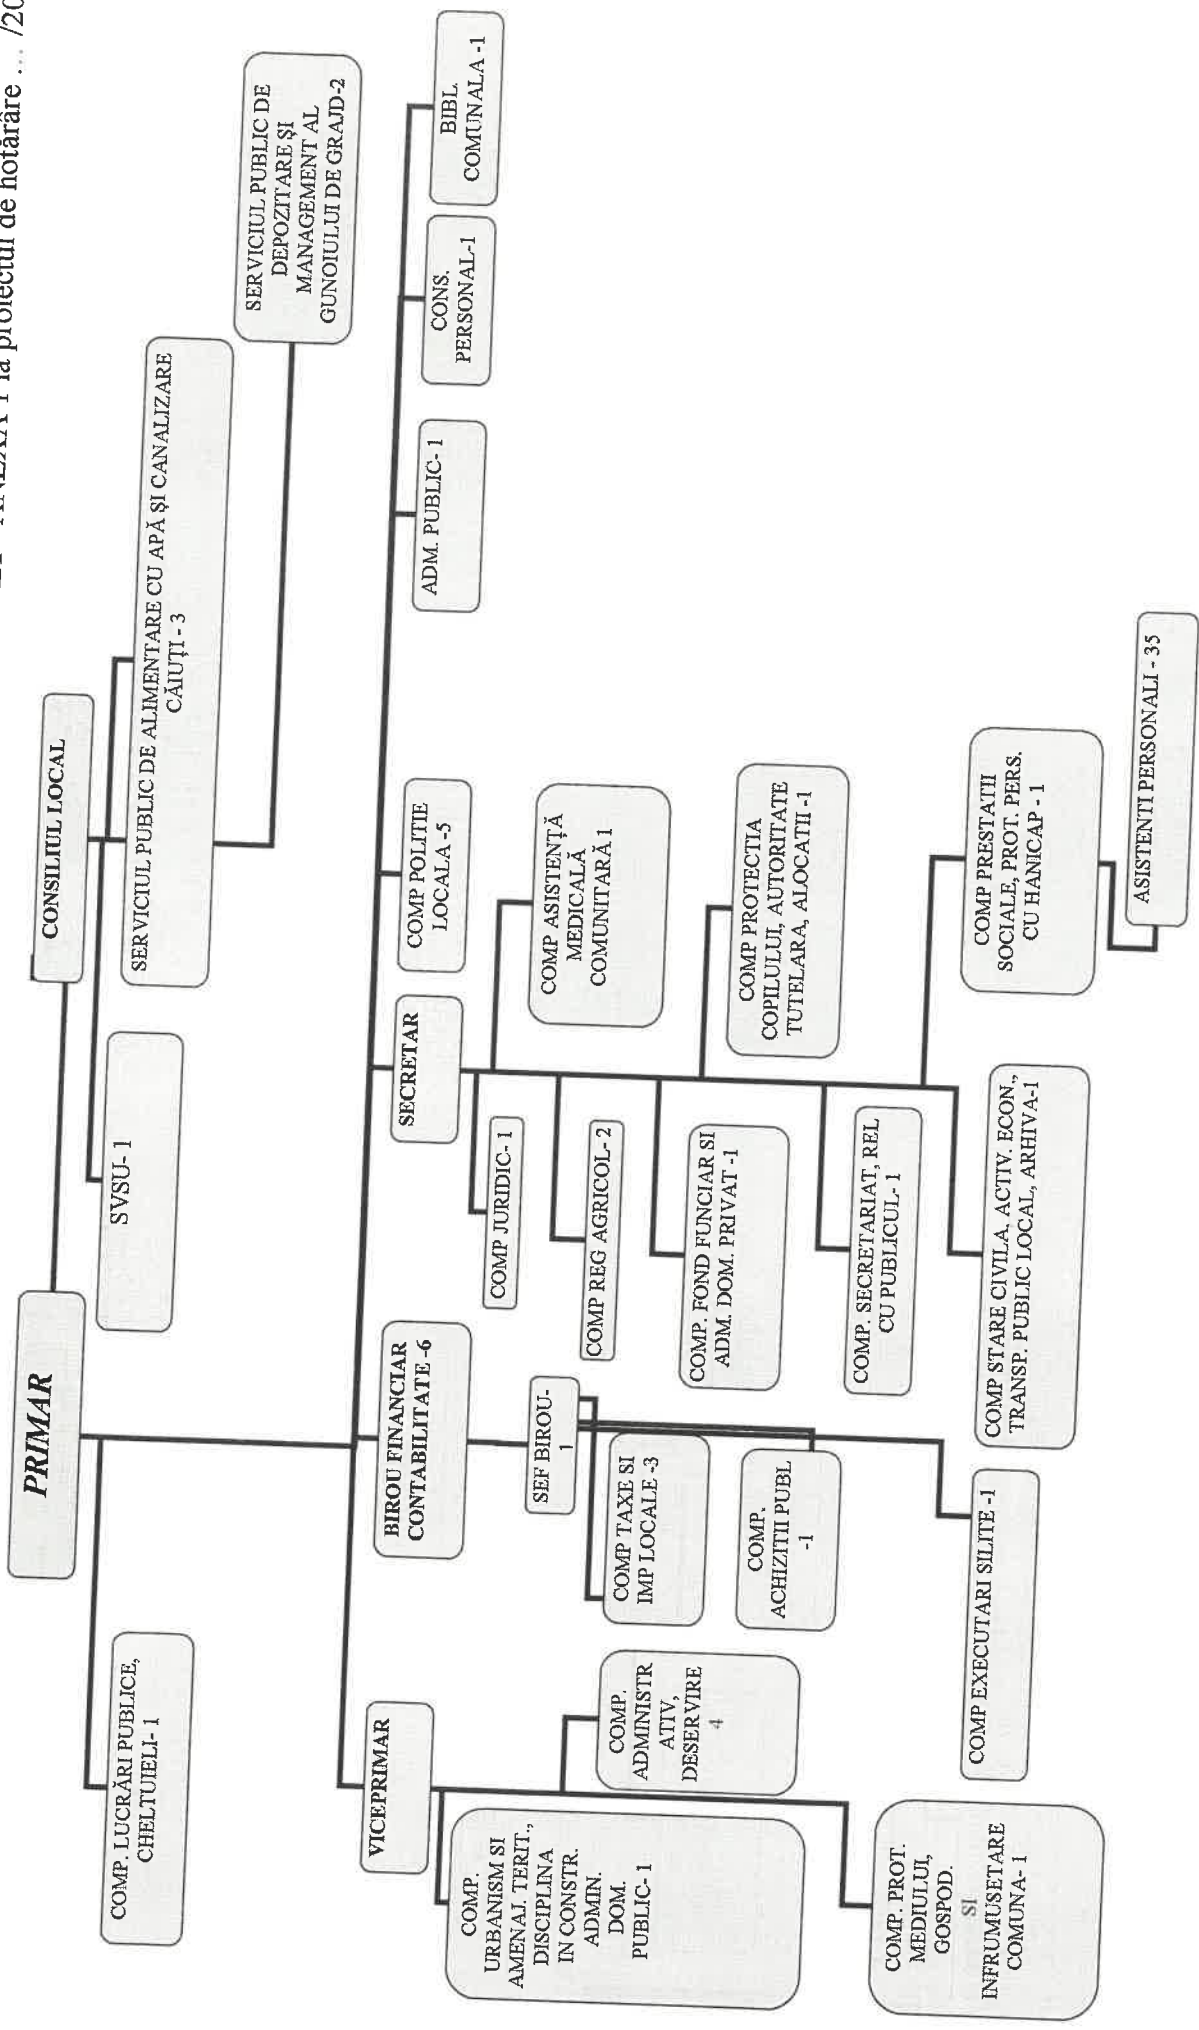 ANEXA 1 la proiectul de hotărâre ... /20
PRIMAR
CONSILIUL LOCAL
COMP. LUCRĂRI PUBLICE,
CHELTUIELI- 1
SVSU- 1
SERVICIUL PUBLIC DE ALIMENTARE CU APĂ ŞI CANALIZARE
CĂIUŢI - 3
SERVICIUL PUBLIC DE
DEPOZITARE ŞI
MANAGEMENT AL
GUNOIULUI DE GRAJD-2
VICEPRIMAR
BIROU FINANCIAR
CONTABILITATE -6
SECRETAR
COMP POLITIE
LOCALA -5
ADM. PUBLIC- 1
CONS.
PERSONAL-1
BIBL.
COMUNALA -1
COMP.
URBANISM SI
AMENAJ. TERIT.,
DISCIPLINA
IN CONSTR.
ADMIN.
DOM.
PUBLIC- 1
COMP.
ADMINISTR
ATIV,
DESERVIRE
4
COMP. PROT.
MEDIULUI,
GOSPOD.
SI
INFRUMUSETARE
COMUNA- 1
SEF BIROU-
1
COMP TAXE SI
IMP LOCALE -3
COMP.
ACHIZITII PUBL
-1
COMP EXECUTARI SILITE -1
COMP JURIDIC- 1
COMP REG AGRICOL- 2
COMP. FOND FUNCIAR SI
ADM. DOM. PRIVAT -1
COMP. SECRETARIAT, REL
CU PUBLICUL- 1
COMP STARE CIVILA, ACTIV. ECON.,
TRANSP. PUBLIC LOCAL, ARHIVA-1
COMP ASISTENŢĂ
MEDICALĂ
COMUNITARĂ 1
COMP PROTECTIA
COPILULUI, AUTORITATE
TUTELARA, ALOCATII -1
COMP PRESTATII
SOCIALE, PROT. PERS.
CU HANICAP - 1
ASISTENTI PERSONALI - 35